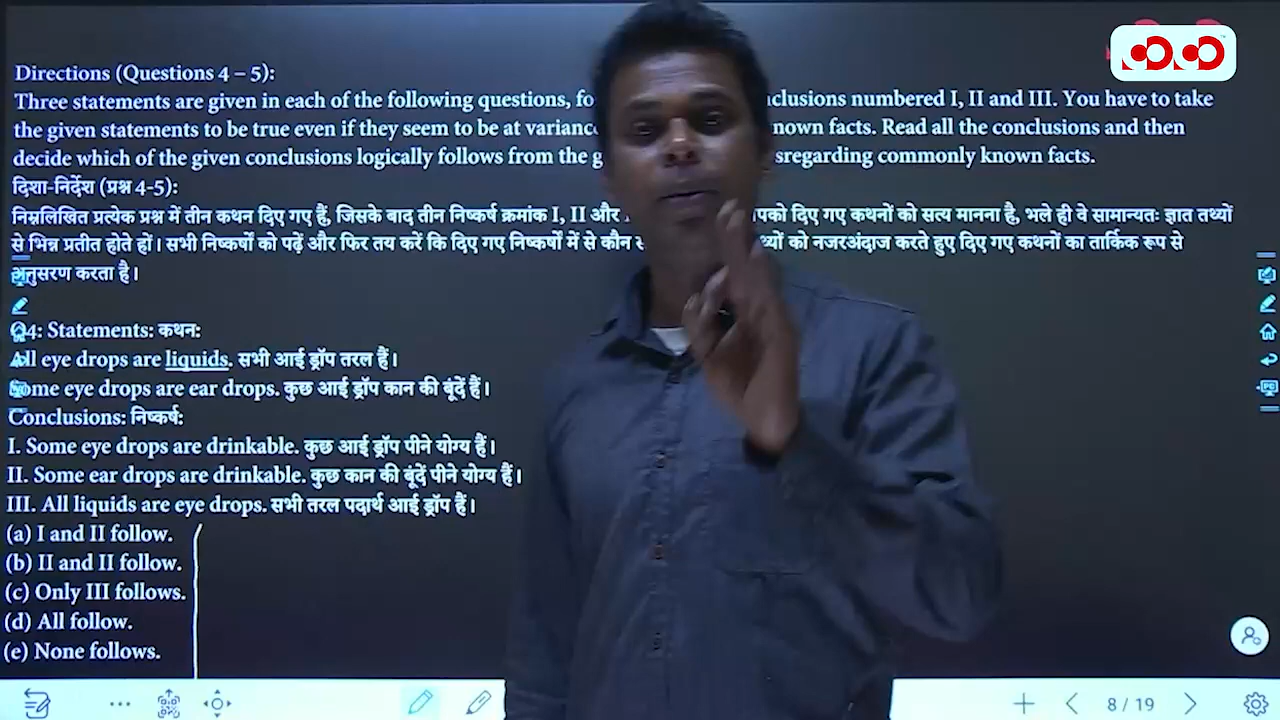 Directions (Questions 4 – 5):
Three statements are given in each of the following questions, nclusions numbered I, II and III. You have to take
the given statements to be true even if they seem to be at nown facts. Read all the conclusions and then
decide which of the given conclusions logically follows from the sregarding commonly known facts.
दिशा-निर्देश (प्रश्न 4-5):
निम्नलिखित प्रत्येक प्रश्न में तीन कथन दिए गए हैं, जिसके बाद तीन निष्कर्ष क्रमांक I, II और पको दिए गए कथनों को सत्य मानना है, भले ही वे सामान्यतः ज्ञात तथ्यों
से भिन्न प्रतीत होते हों। सभी निष्कर्षों को पढ़ें और फिर तय करें कि दिए गए निष्कर्षों में से कौन थ्यों को नजरअंदाज करते हुए दिए गए कथनों का तार्किक रूप से
अनुसरण करता है।
Q4: Statements: कथन:
All eye drops are liquids. सभी आई ड्रॉप तरल हैं।
Some eye drops are ear drops. कुछ आई ड्रॉप कान की बूंदें हैं।
Conclusions: निष्कर्ष:
I. Some eye drops are drinkable. कुछ आई ड्रॉप पीने योग्य हैं।
II. Some ear drops are drinkable. कुछ कान की बूंदें पीने योग्य हैं।
III. All liquids are eye drops. सभी तरल पदार्थ आई ड्रॉप हैं।
(a) I and II follow.
(b) II and II follow.
(c) Only III follows.
(d) All follow.
(e) None follows.
8 / 19